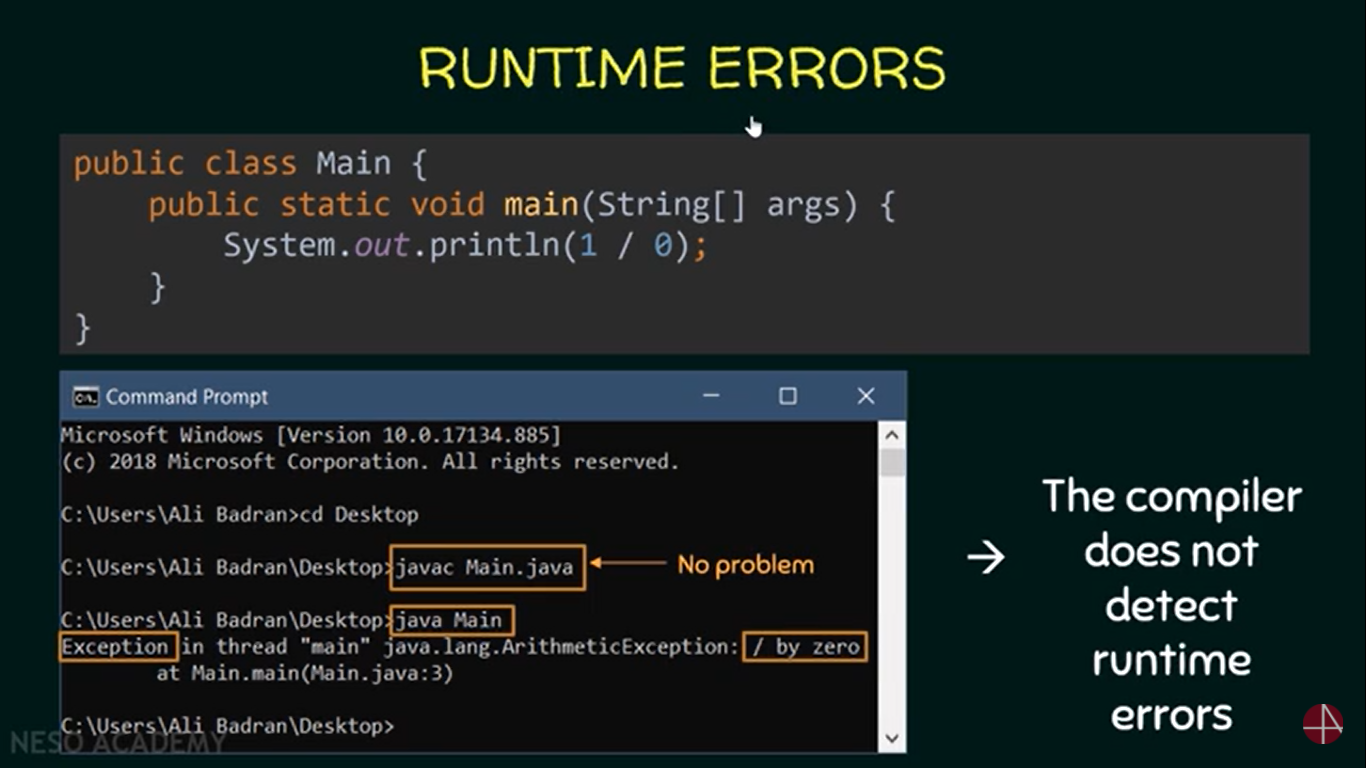 RUNTIME ERRORS
public class Main {
public static void main(String[] args) {
System.out.println(1 / 0);
}
}
Command Prompt
Microsoft Windows [Version 10.0.17134.885]
(c) 2018 Microsoft Corporation. All rights reserved.
C:\Users\Ali Badran>cd Desktop
C:\Users\Ali Badran\Desktop>javac Main.java
No problem
C:\Users\Ali Badran\Desktop>java Main
Exception in thread "main" java.lang.ArithmeticException: / by zero
at Main.main(Main.java:3)
C:\Users\Ali Badran\Desktop>
→ The compiler
does not
detect
runtime
errors
NESO ACADEMY